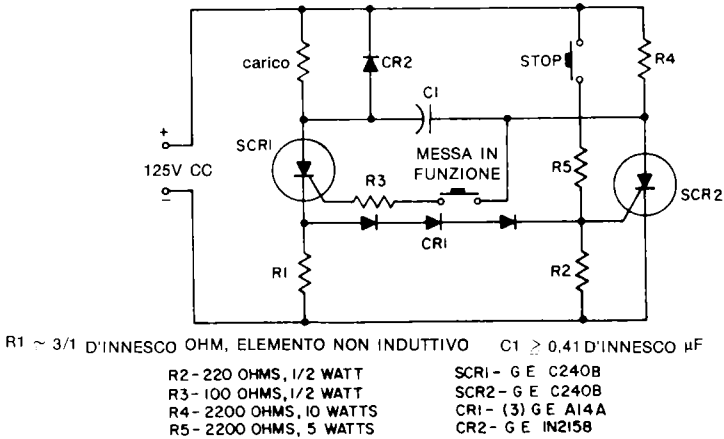 carico
CR2
STOP
R4
C1
+
125V CC
–
SCR1
MESSA IN
FUNZIONE
R3
R5
SCR2
CR1
R1
R2
R1 ~ 3/1 D'INNESCO OHM, ELEMENTO NON INDUTTIVO C1 ≥ 0,41 D'INNESCO µF
R2-220 OHMS, 1/2 WATT
R3-100 OHMS, 1/2 WATT
R4-2200 OHMS, 10 WATTS
R5-2200 OHMS, 5 WATTS
SCR1- G E C240B
SCR2- G E C240B
CR1- (3) G E A14A
CR2- G E IN2158